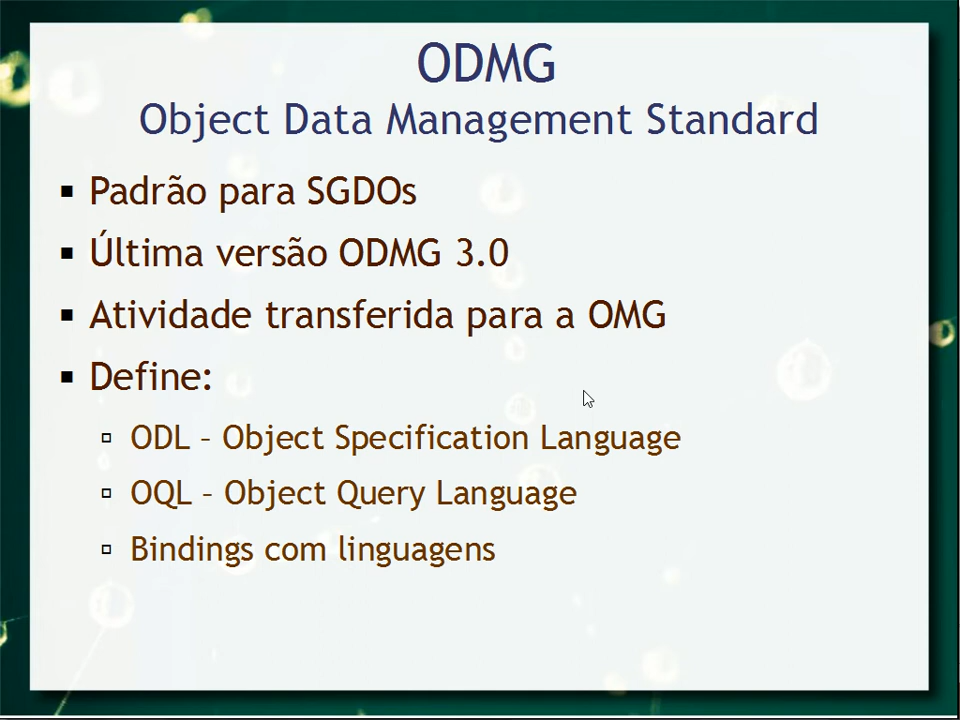 ODMG
Object Data Management Standard
Padrão para SGDOs
Última versão ODMG 3.0
Atividade transferida para a OMG
Define:
ODL – Object Specification Language
OQL – Object Query Language
Bindings com linguagens